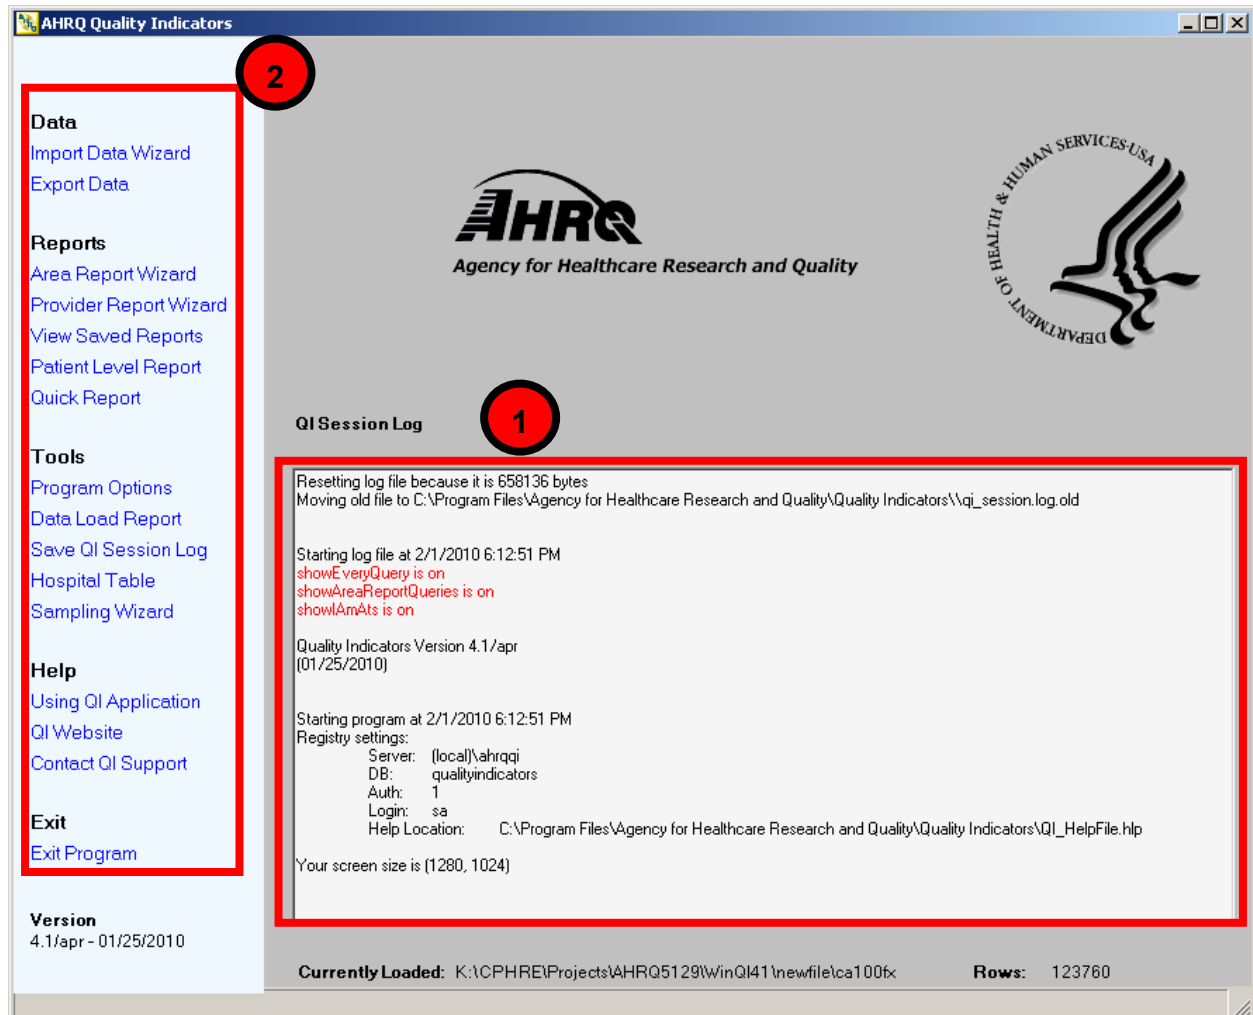 AHRQ Quality Indicators
2
Data
Import Data Wizard
Export Data
Reports
Area Report Wizard
Provider Report Wizard
View Saved Reports
Patient Level Report
Quick Report
Tools
Program Options
Data Load Report
Save QI Session Log
Hospital Table
Sampling Wizard
Help
Using QI Application
QI Website
Contact QI Support
Exit
Exit Program
Version
4.1/apr - 01/25/2010
AHRQ
Agency for Healthcare Research and Quality
DEPARTMENT OF HEALTH & HUMAN SERVICES·USA
QI Session Log
1
Resetting log file because it is 658136 bytes
Moving old file to C:\Program Files\Agency for Healthcare Research and Quality\Quality Indicators\\qi_session.log.old
Starting log file at 2/1/2010 6:12:51 PM
showEveryQuery is on
showAreaReportQueries is on
showIAmAts is on
Quality Indicators Version 4.1/apr
(01/25/2010)
Starting program at 2/1/2010 6:12:51 PM
Registry settings:
Server: (local)\ahrqqi
DB: qualityindicators
Auth: 1
Login: sa
Help Location: C:\Program Files\Agency for Healthcare Research and Quality\Quality Indicators\QI_HelpFile.hlp
Your screen size is (1280, 1024)
Currently Loaded: K:\CPHRE\Projects\AHRQ5129\WinQI41\newfile\ca100fx Rows: 123760